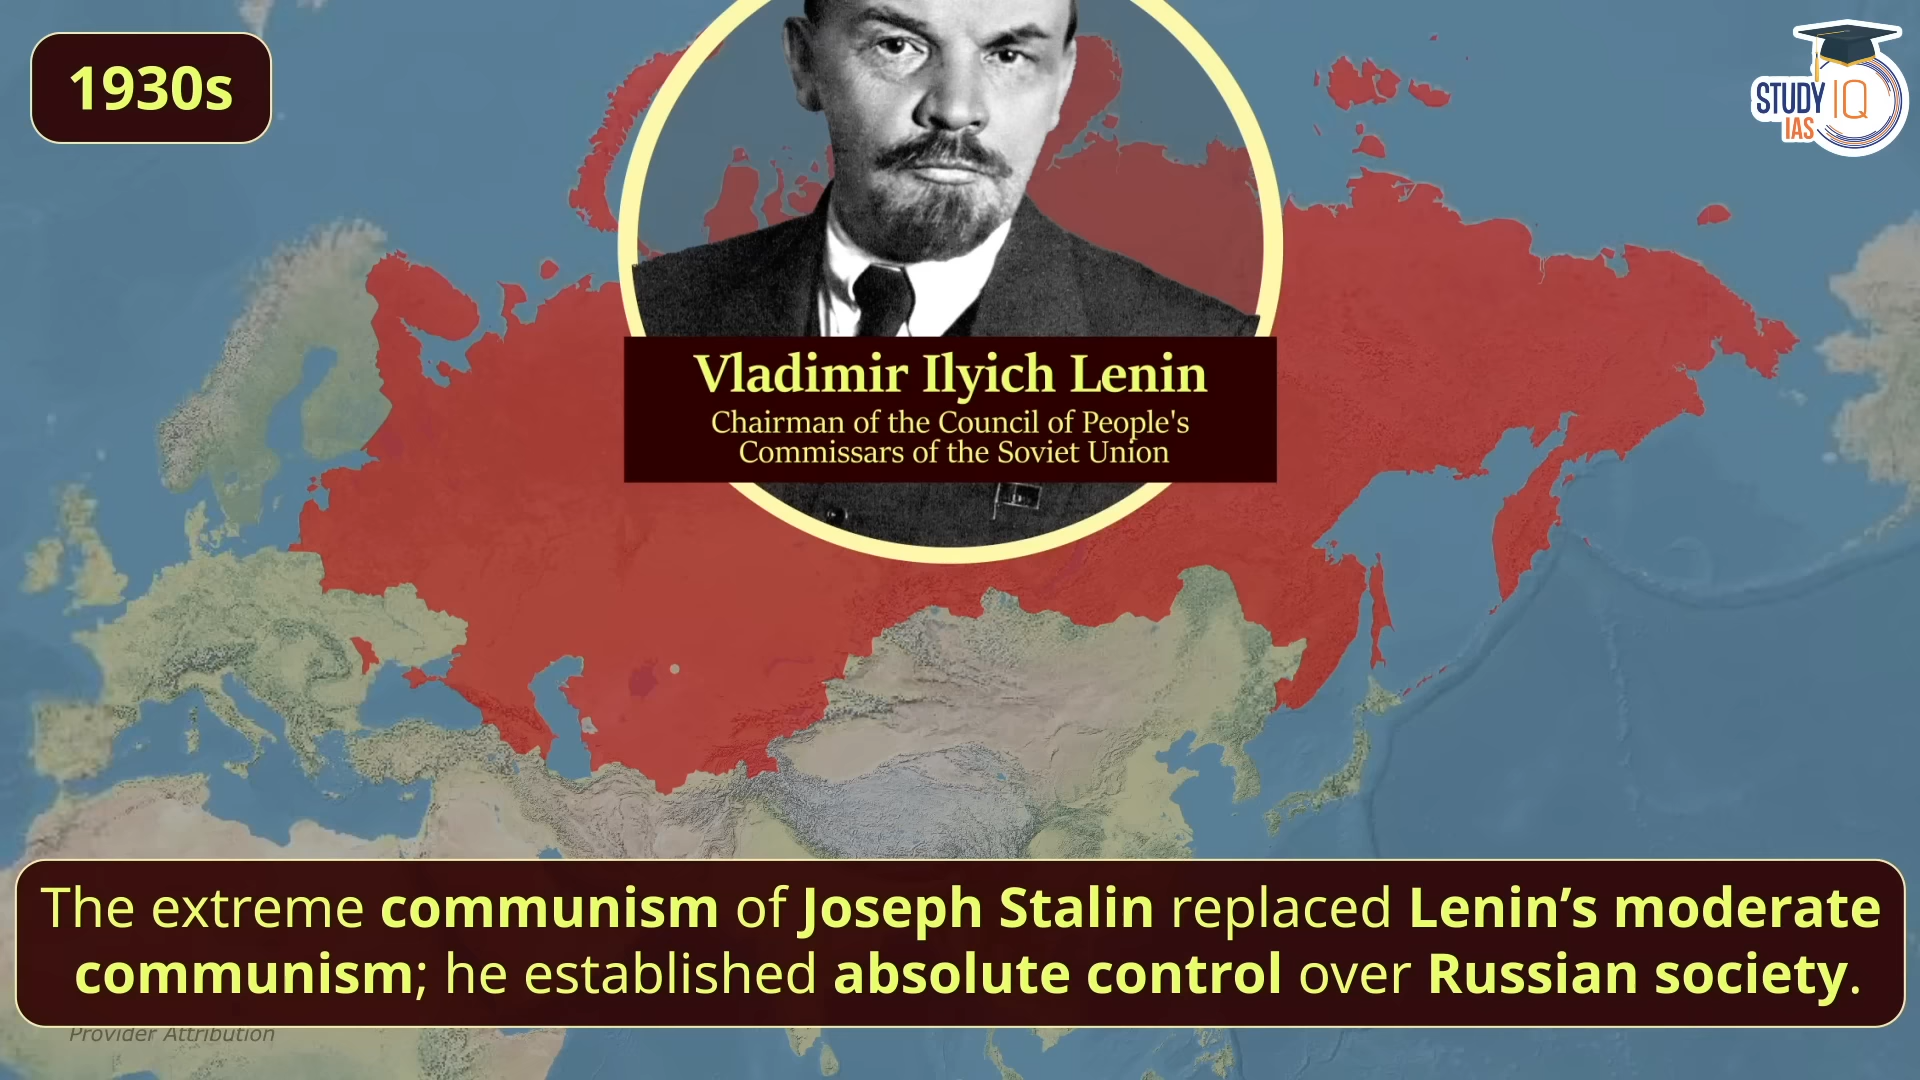 1930s
STUDY IQ
IAS
Vladimir Ilyich Lenin
Chairman of the Council of People's
Commissars of the Soviet Union
The extreme communism of Joseph Stalin replaced Lenin’s moderate
communism; he established absolute control over Russian society.
Provider Attribution